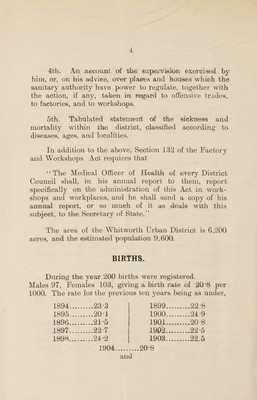 4
4th. An account of the supervision exercised by
him, or, on his advice, over places and houses which the
sanitary authority have power to regulate, together with
the action, if any, taken in regard to offensive trades,
to factories, and to workshops.
5th. Tabulated statement of the sickness and
mortality within the district, classified according to
diseases, ages, and localities.
In addition to the above, Section 132 of the Factory
and Workshops Act requires that
"The Medical Officer of Health of every District
Council shall, in his annual report to them, report
specifically on the administration of this Act in work-
shops and workplaces, and he shall send a copy of his
annual report, or so much of it as deals with this
subject, to the Secretary of State."
The area of the Whitworth Urban District is 6,200
acres, and the estimated population 9,600.
BIRTHS.
During the year 200 births were registered.
Males 97, Females 103, giving a birth rate of 20·8 per
1000. The rate for the previous ten years being as under,
1894.........23·3
1895.........20·4
1896.........21·5
1897.........22·7
1898.........24·2
1899.........22·8
1900.........24·9
1901.........20·8
1902.........22·5
1903.........22.5
1904..........20·8
and